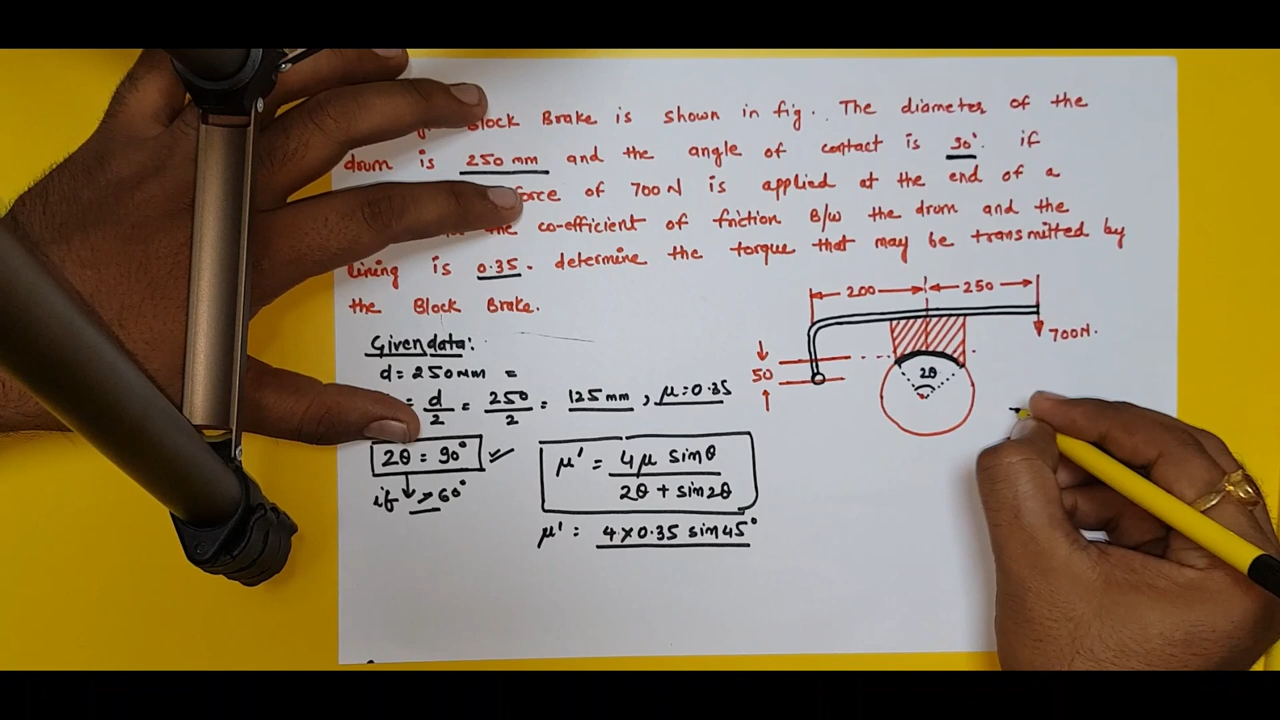 Block Brake is shown in fig. The diameter of the
drum is 250 mm and the angle of contact is 90°. if
force of 700 N is applied at the end of a
the co-efficient of friction B/w the drum and the
lining is 0.35. determine the torque that may be transmitted by
the Block Brake.
200 250
700N.
50
2θ
Given data:
d = 250 mm =
= d/2 = 250/2 = 125 mm, μ = 0.35
2θ = 90° ✓
if > 60°
μ' = 4μ sinθ / 2θ + sin2θ
μ' = 4 × 0.35 sin45°